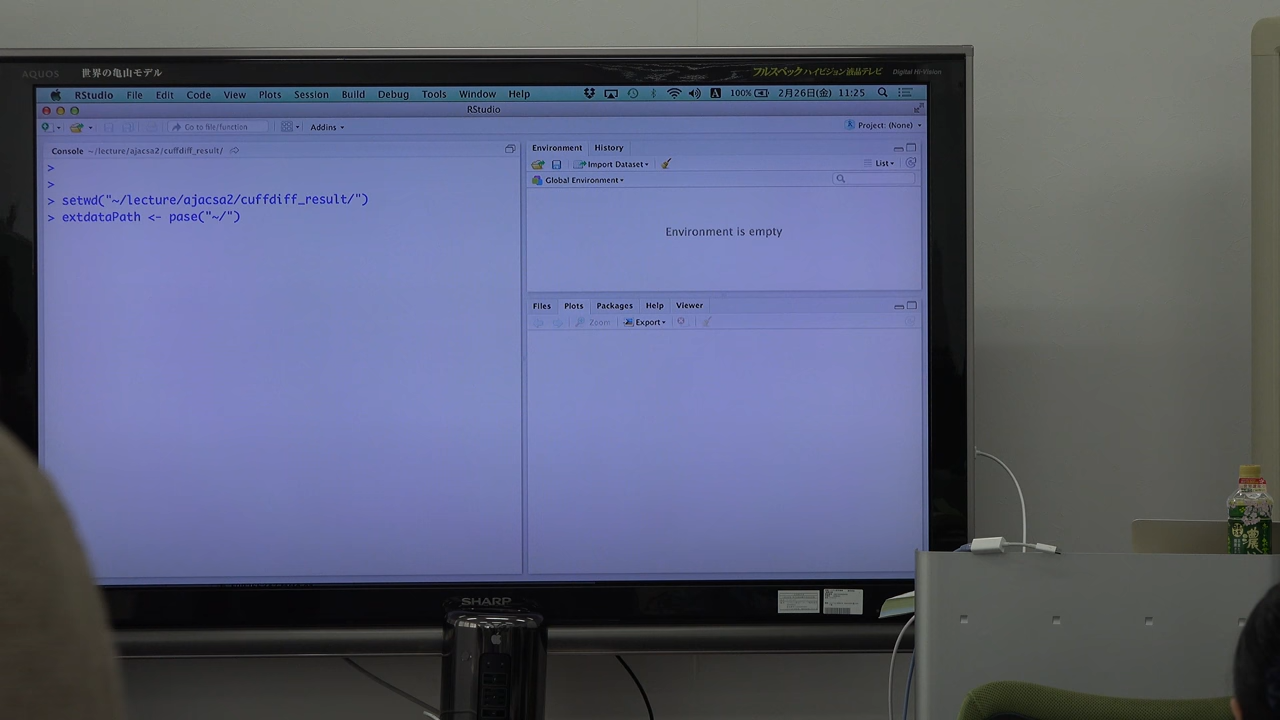 AQUOS 世界の亀山モデル フルスペックハイビジョン液晶テレビ Digital Hi-Vision
RStudio File Edit Code View Plots Session Build Debug Tools Window Help A 100% 2月26日(金) 11:25
RStudio
Go to file/function Addins Project: (None)
Console ~/lecture/ajacsa2/cuffdiff_result/
>
>
> setwd("~/lecture/ajacsa2/cuffdiff_result/")
> extdataPath <- pase("~/")
Environment History
Import Dataset List
Global Environment
Environment is empty
Files Plots Packages Help Viewer
Zoom Export
SHARP
濃